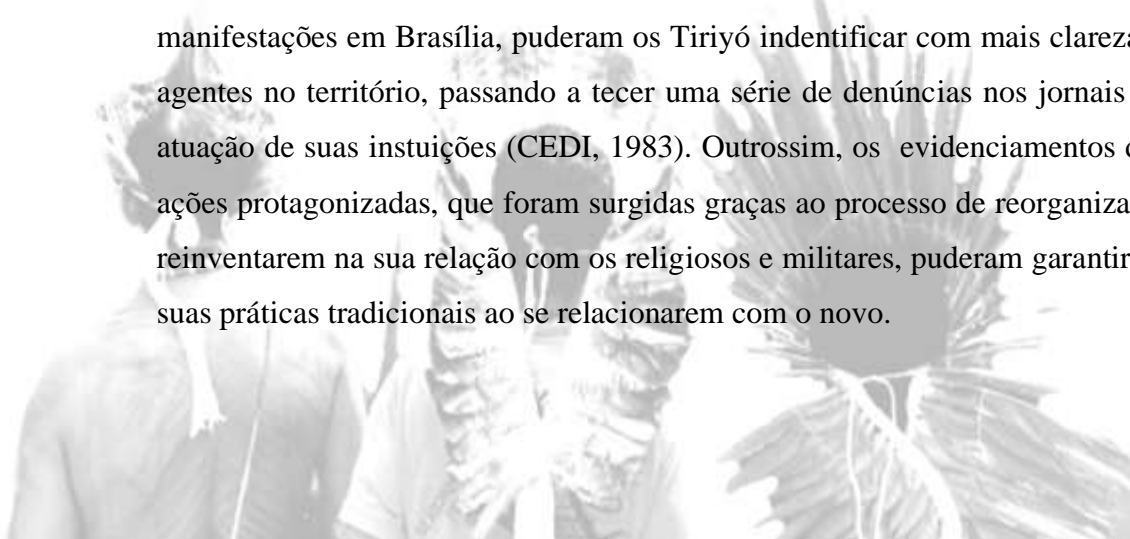 manifestações em Brasília, puderam os Tiriyó indentificar com mais clareza
agentes no território, passando a tecer uma série de denúncias nos jornais
atuação de suas instuições (CEDI, 1983). Outrossim, os evidenciamentos
ações protagonizadas, que foram surgidas graças ao processo de reorganiza
reinventarem na sua relação com os religiosos e militares, puderam garantir
suas práticas tradicionais ao se relacionarem com o novo.